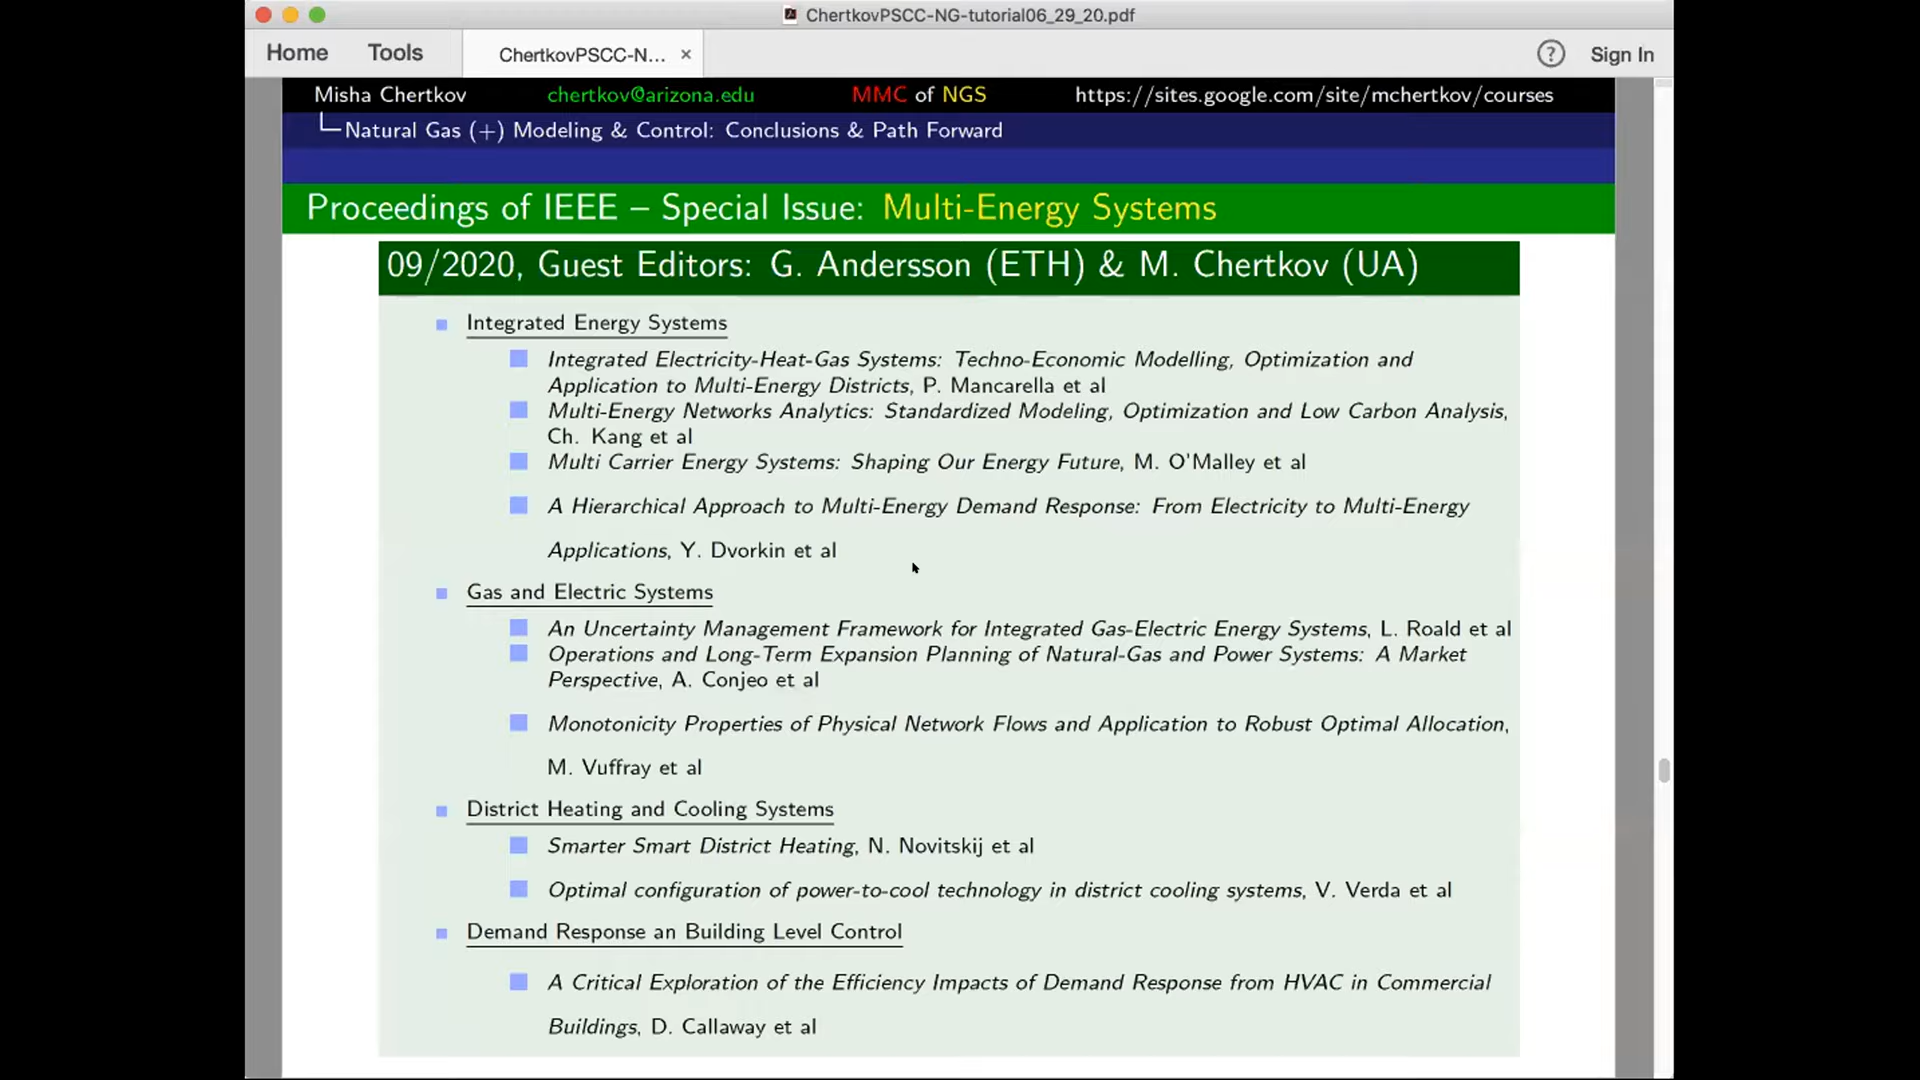 ChertkovPSCC-NG-tutorial06_29_20.pdf
Home Tools ChertkovPSCC-N... × ? Sign In
Misha Chertkov chertkov@arizona.edu MMC of NGS https://sites.google.com/site/mchertkov/courses
Natural Gas (+) Modeling & Control: Conclusions & Path Forward
Proceedings of IEEE – Special Issue: Multi-Energy Systems
09/2020, Guest Editors: G. Andersson (ETH) & M. Chertkov (UA)
Integrated Energy Systems
Integrated Electricity-Heat-Gas Systems: Techno-Economic Modelling, Optimization and
Application to Multi-Energy Districts, P. Mancarella et al
Multi-Energy Networks Analytics: Standardized Modeling, Optimization and Low Carbon Analysis,
Ch. Kang et al
Multi Carrier Energy Systems: Shaping Our Energy Future, M. O'Malley et al
A Hierarchical Approach to Multi-Energy Demand Response: From Electricity to Multi-Energy
Applications, Y. Dvorkin et al
Gas and Electric Systems
An Uncertainty Management Framework for Integrated Gas-Electric Energy Systems, L. Roald et al
Operations and Long-Term Expansion Planning of Natural-Gas and Power Systems: A Market
Perspective, A. Conjeo et al
Monotonicity Properties of Physical Network Flows and Application to Robust Optimal Allocation,
M. Vuffray et al
District Heating and Cooling Systems
Smarter Smart District Heating, N. Novitskij et al
Optimal configuration of power-to-cool technology in district cooling systems, V. Verda et al
Demand Response an Building Level Control
A Critical Exploration of the Efficiency Impacts of Demand Response from HVAC in Commercial
Buildings, D. Callaway et al